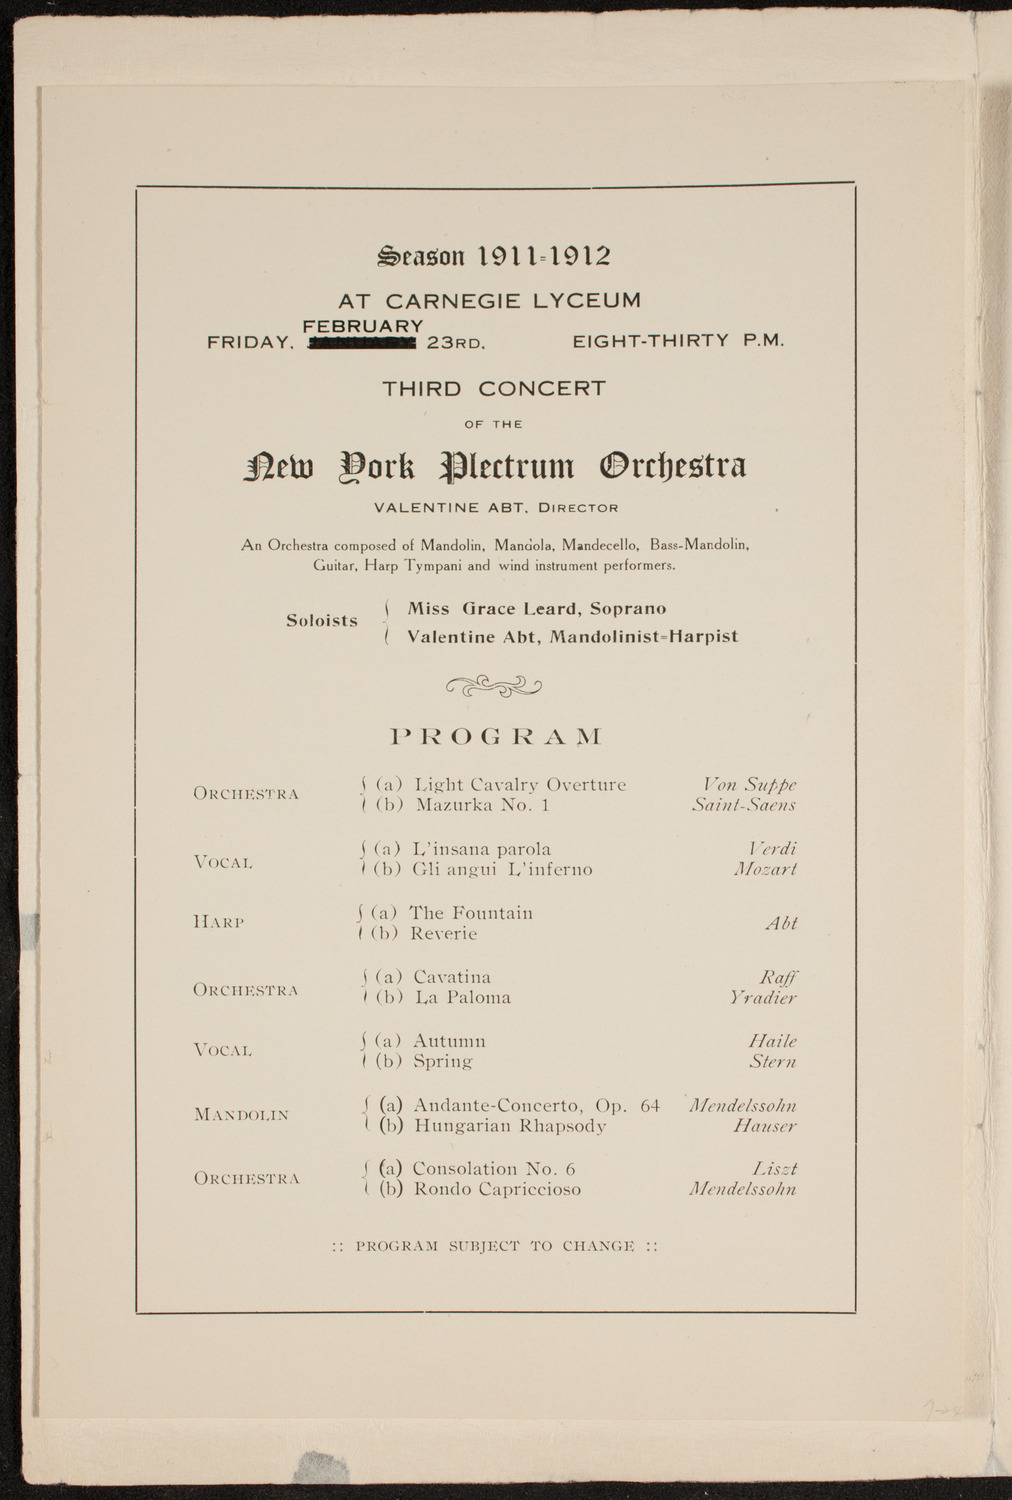 Season 1911-1912
AT CARNEGIE LYCEUM
FEBRUARY
FRIDAY, 23RD. EIGHT-THIRTY P.M.
THIRD CONCERT
OF THE
New York Plectrum Orchestra
VALENTINE ABT, DIRECTOR
An Orchestra composed of Mandolin, Mandola, Mandecello, Bass-Mandolin,
Guitar, Harp Tympani and wind instrument performers.
Soloists { Miss Grace Leard, Soprano
Valentine Abt, Mandolinist-Harpist
PROGRAM
ORCHESTRA { (a) Light Cavalry Overture Von Suppe
(b) Mazurka No. 1 Saint-Saens
VOCAL { (a) L'insana parola Verdi
(b) Gli angui L'inferno Mozart
HARP { (a) The Fountain
(b) Reverie Abt
ORCHESTRA { (a) Cavatina Raff
(b) La Paloma Yradier
VOCAL { (a) Autumn Haile
(b) Spring Stern
MANDOLIN { (a) Andante-Concerto, Op. 64 Mendelssohn
(b) Hungarian Rhapsody Hauser
ORCHESTRA { (a) Consolation No. 6 Liszt
(b) Rondo Capriccioso Mendelssohn
:: PROGRAM SUBJECT TO CHANGE ::